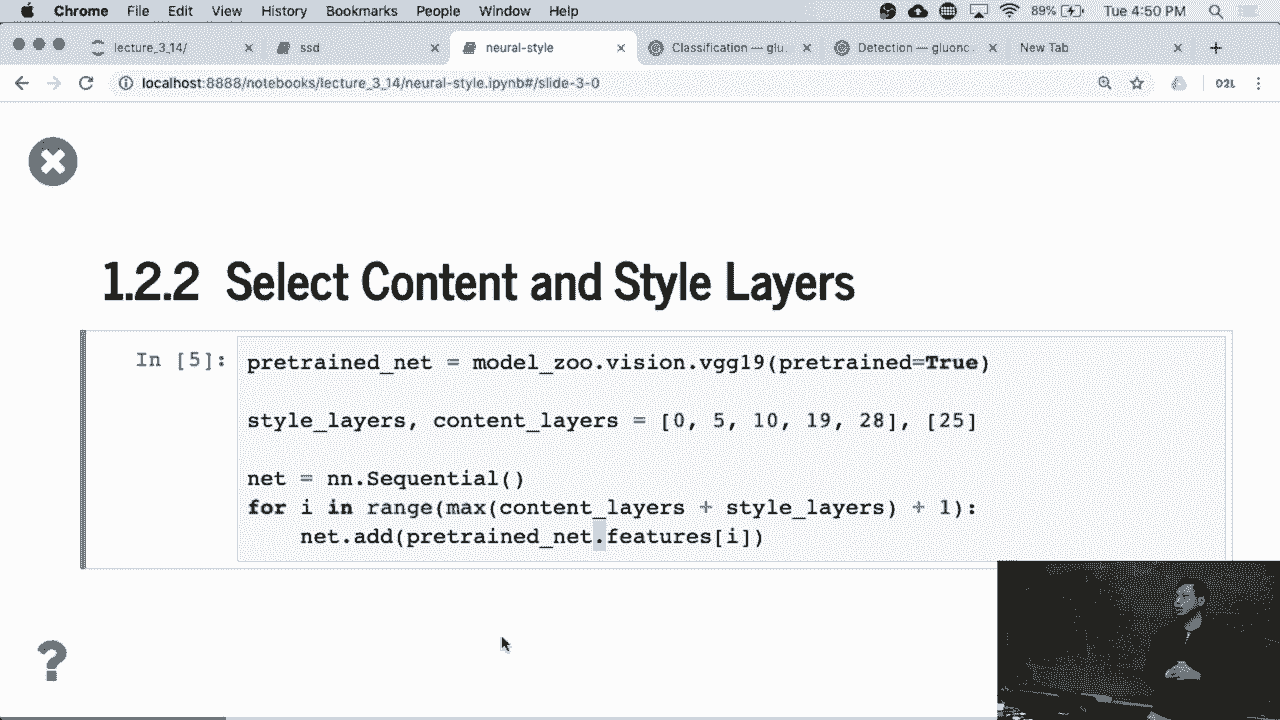 Chrome File Edit View History Bookmarks People Window Help 89% Tue 4:50 PM
lecture_3_14/ ssd neural-style Classification — glu Detection — gluonc New Tab
localhost:8888/notebooks/lecture_3_14/neural-style.ipynb#/slide-3-0 D2L
1.2.2 Select Content and Style Layers
In [5]: pretrained_net = model_zoo.vision.vgg19(pretrained=True)
style_layers, content_layers = [0, 5, 10, 19, 28], [25]
net = nn.Sequential()
for i in range(max(content_layers + style_layers) + 1):
net.add(pretrained_net.features[i])
?